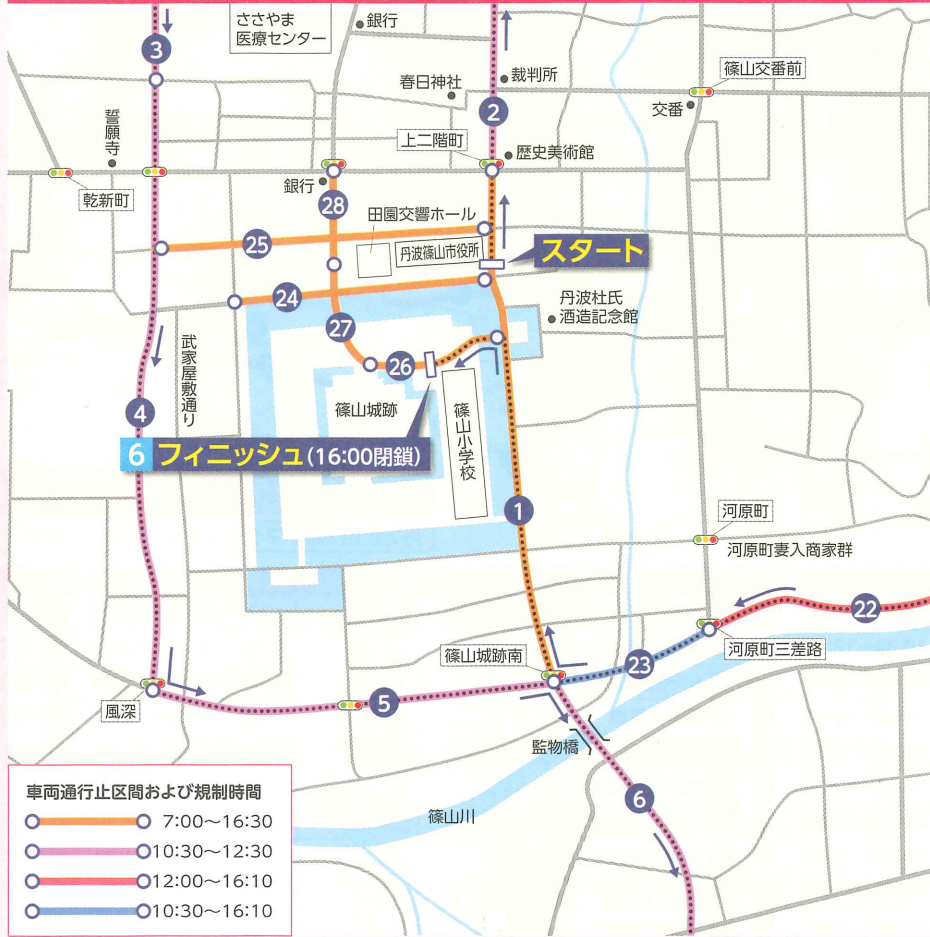 ささやま
医療センター
銀行
3
裁判所
春日神社
篠山交番前
交番
2
誓願寺
上二階町
歴史美術館
乾新町
銀行
28
田園交響ホール
25
丹波篠山市役所
スタート
24
丹波杜氏
酒造記念館
27
武家屋敷通り
26
篠山城跡
篠山小学校
4
6 フィニッシュ(16:00閉鎖)
1
河原町
河原町妻入商家群
22
篠山城跡南
23
河原町三差路
風深
5
監物橋
6
篠山川
車両通行止区間および規制時間
7:00〜16:30
10:30〜12:30
12:00〜16:10
10:30〜16:10